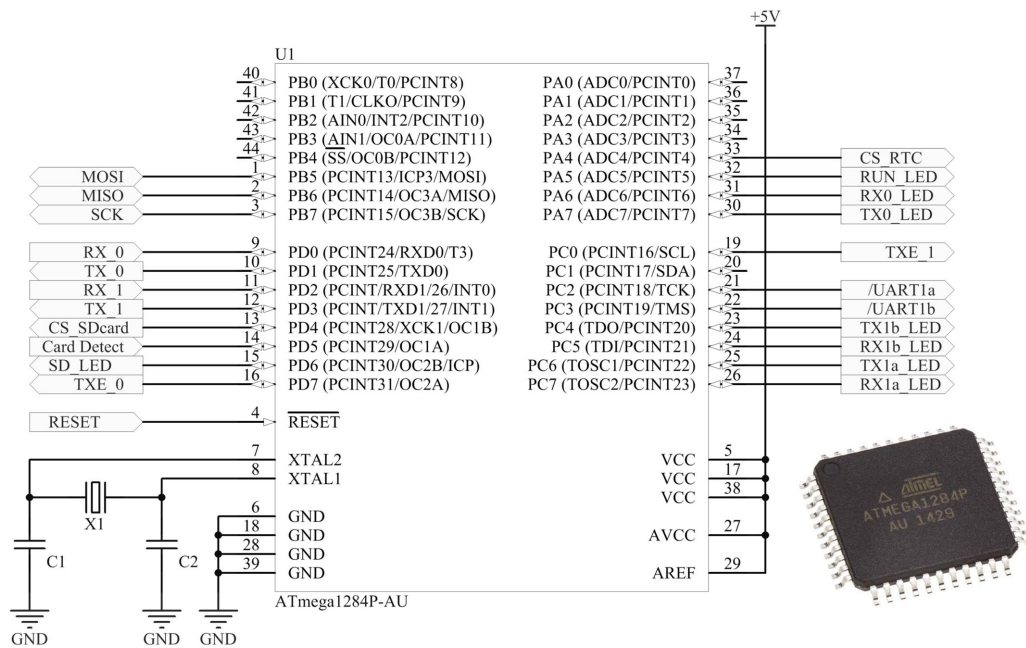 +5V
U1
40 PB0 (XCK0/T0/PCINT8) PA0 (ADC0/PCINT0) 37
41 PB1 (T1/CLKO/PCINT9) PA1 (ADC1/PCINT1) 36
42 PB2 (AIN0/INT2/PCINT10) PA2 (ADC2/PCINT2) 35
43 PB3 (AIN1/OC0A/PCINT11) PA3 (ADC3/PCINT3) 34
44 PB4 (SS/OC0B/PCINT12) PA4 (ADC4/PCINT4) 33 CS_RTC
MOSI 1 PB5 (PCINT13/ICP3/MOSI) PA5 (ADC5/PCINT5) 32 RUN_LED
MISO 2 PB6 (PCINT14/OC3A/MISO) PA6 (ADC6/PCINT6) 31 RX0_LED
SCK 3 PB7 (PCINT15/OC3B/SCK) PA7 (ADC7/PCINT7) 30 TX0_LED
RX_0 9 PD0 (PCINT24/RXD0/T3) PC0 (PCINT16/SCL) 19 TXE_1
TX_0 10 PD1 (PCINT25/TXD0) PC1 (PCINT17/SDA) 20
RX_1 11 PD2 (PCINT/RXD1/26/INT0) PC2 (PCINT18/TCK) 21 /UART1a
TX_1 12 PD3 (PCINT/TXD1/27/INT1) PC3 (PCINT19/TMS) 22 /UART1b
CS_SDcard 13 PD4 (PCINT28/XCK1/OC1B) PC4 (TDO/PCINT20) 23 TX1b_LED
Card Detect 14 PD5 (PCINT29/OC1A) PC5 (TDI/PCINT21) 24 RX1b_LED
SD_LED 15 PD6 (PCINT30/OC2B/ICP) PC6 (TOSC1/PCINT22) 25 TX1a_LED
TXE_0 16 PD7 (PCINT31/OC2A) PC7 (TOSC2/PCINT23) 26 RX1a_LED
RESET 4 RESET
7 XTAL2 VCC 5
8 XTAL1 VCC 17
VCC 38
X1
6 GND
18 GND AVCC 27
28 GND
39 GND AREF 29
C1 C2
ATmega1284P-AU
GND GND GND
ATMEL
ATMEGA1284P
AU 1429